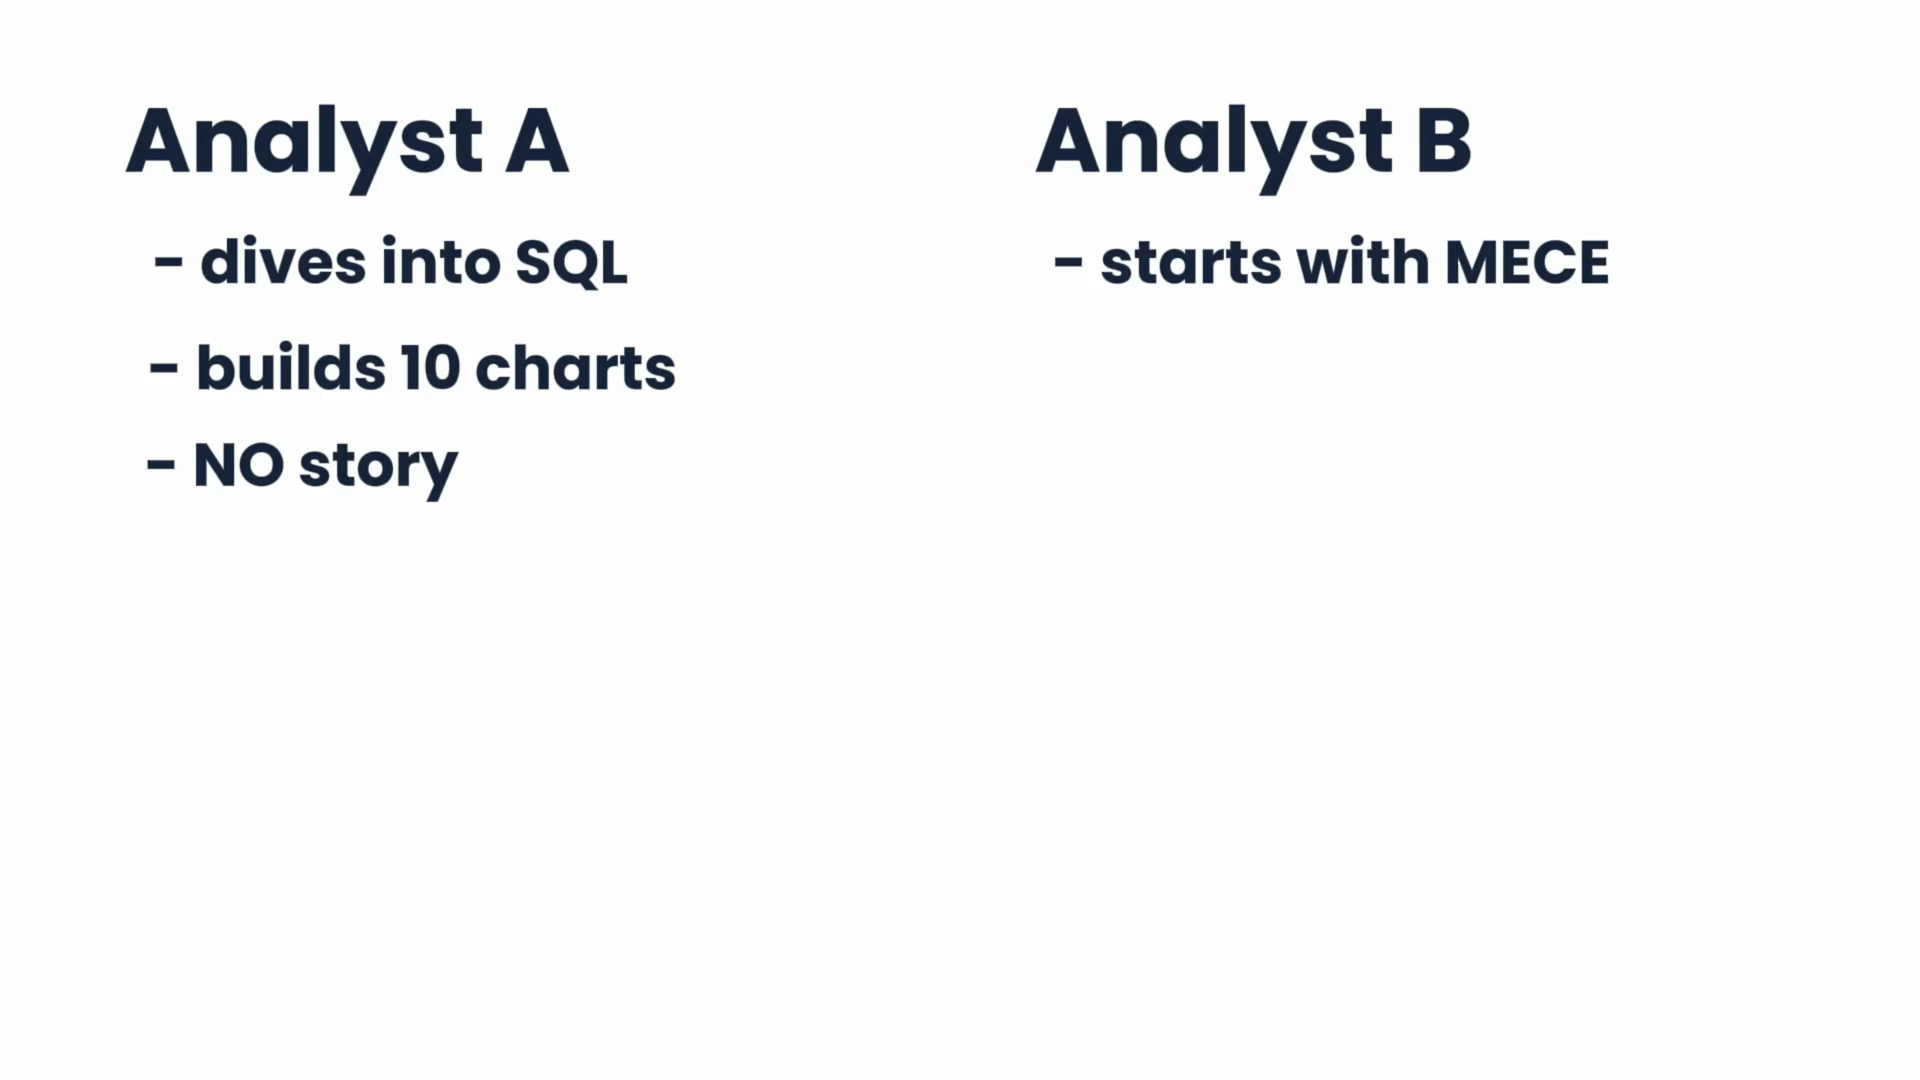 Analyst A
- dives into SQL
- builds 10 charts
- NO story
Analyst B
- starts with MECE